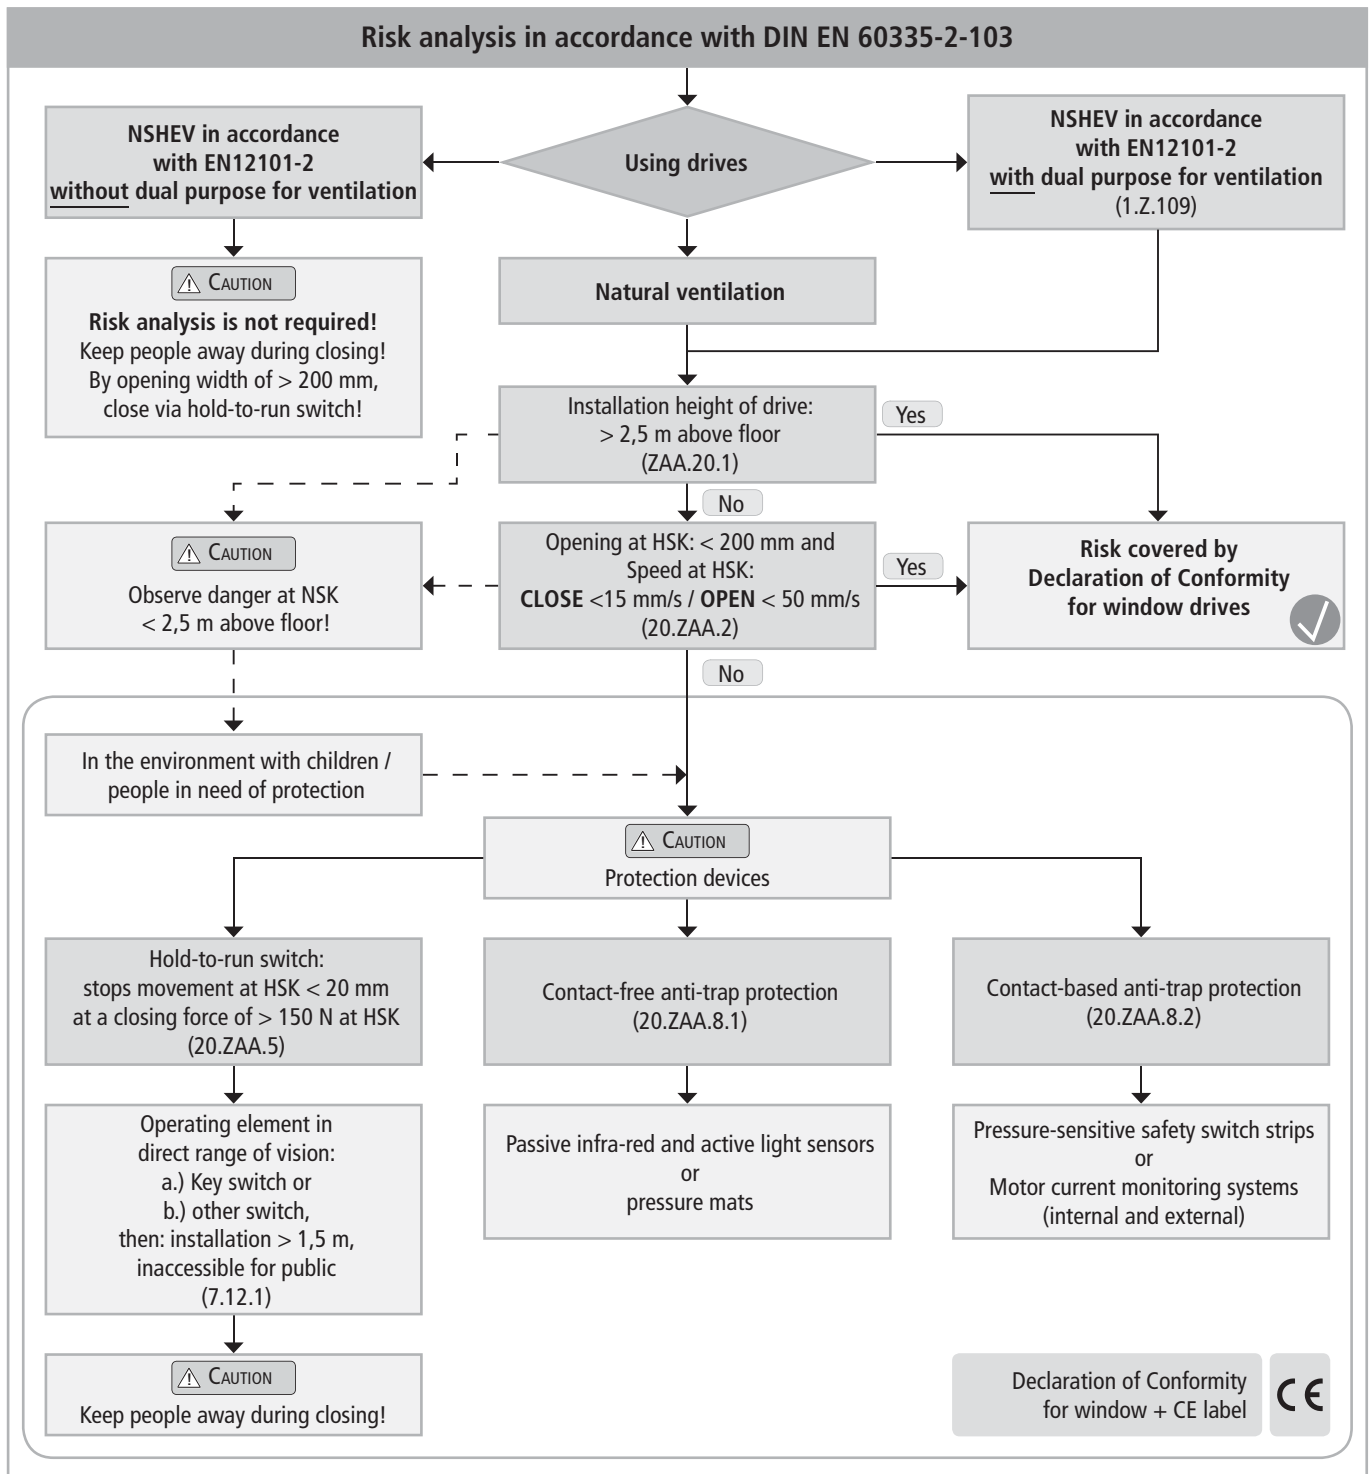 Risk analysis in accordance with DIN EN 60335-2-103
NSHEV in accordance
with EN12101-2
without dual purpose for ventilation
Using drives
NSHEV in accordance
with EN12101-2
with dual purpose for ventilation
(1.Z.109)
CAUTION
Risk analysis is not required!
Keep people away during closing!
By opening width of > 200 mm,
close via hold-to-run switch!
Natural ventilation
Installation height of drive:
> 2,5 m above floor
(ZAA.20.1)
Yes
No
CAUTION
Observe danger at NSK
< 2,5 m above floor!
Opening at HSK: < 200 mm and
Speed at HSK:
CLOSE <15 mm/s / OPEN < 50 mm/s
(20.ZAA.2)
Yes
Risk covered by
Declaration of Conformity
for window drives
No
In the environment with children /
people in need of protection
CAUTION
Protection devices
Hold-to-run switch:
stops movement at HSK < 20 mm
at a closing force of > 150 N at HSK
(20.ZAA.5)
Contact-free anti-trap protection
(20.ZAA.8.1)
Contact-based anti-trap protection
(20.ZAA.8.2)
Operating element in
direct range of vision:
a.) Key switch or
b.) other switch,
then: installation > 1,5 m,
inaccessible for public
(7.12.1)
Passive infra-red and active light sensors
or
pressure mats
Pressure-sensitive safety switch strips
or
Motor current monitoring systems
(internal and external)
CAUTION
Keep people away during closing!
Declaration of Conformity
for window + CE label
CE